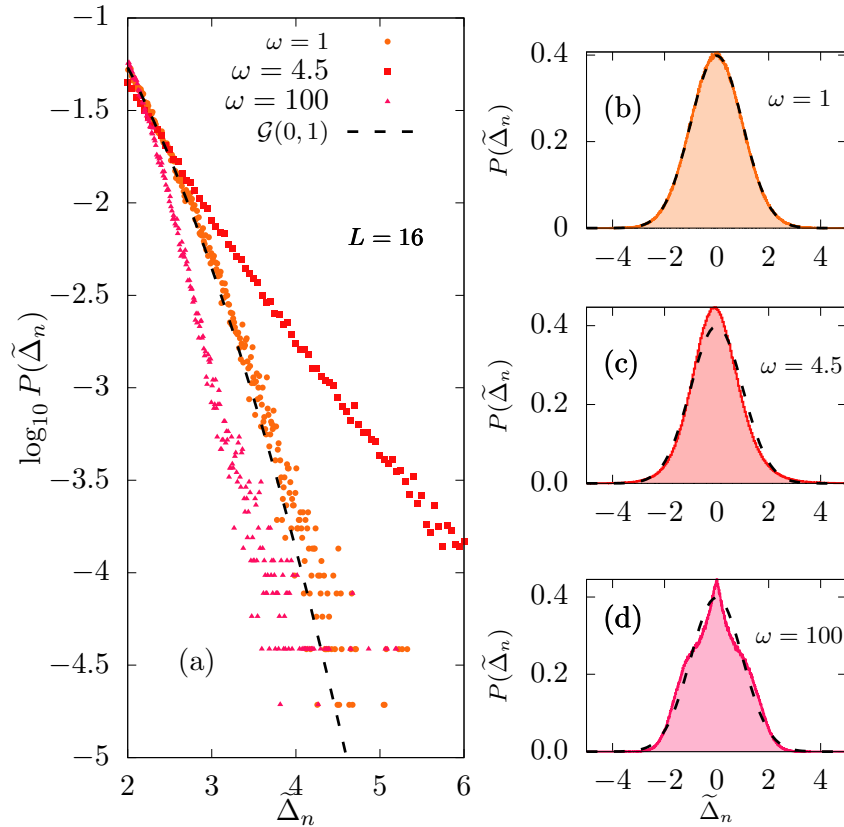 −1
−1.5
−2
−2.5
−3
−3.5
−4
−4.5
−5
log₁₀ P(Δ̃ₙ)
2 3 4 5 6
Δ̃ₙ
ω = 1
ω = 4.5
ω = 100
𝒢(0, 1)
L = 16
(a)
0.4
0.2
0
P(Δ̃ₙ)
(b)
ω = 1
−4 −2 0 2 4
0.4
0.2
0.0
P(Δ̃ₙ)
(c)
ω = 4.5
−4 −2 0 2 4
0.4
0.2
0.0
P(Δ̃ₙ)
(d)
ω = 100
−4 −2 0 2 4
Δ̃ₙ